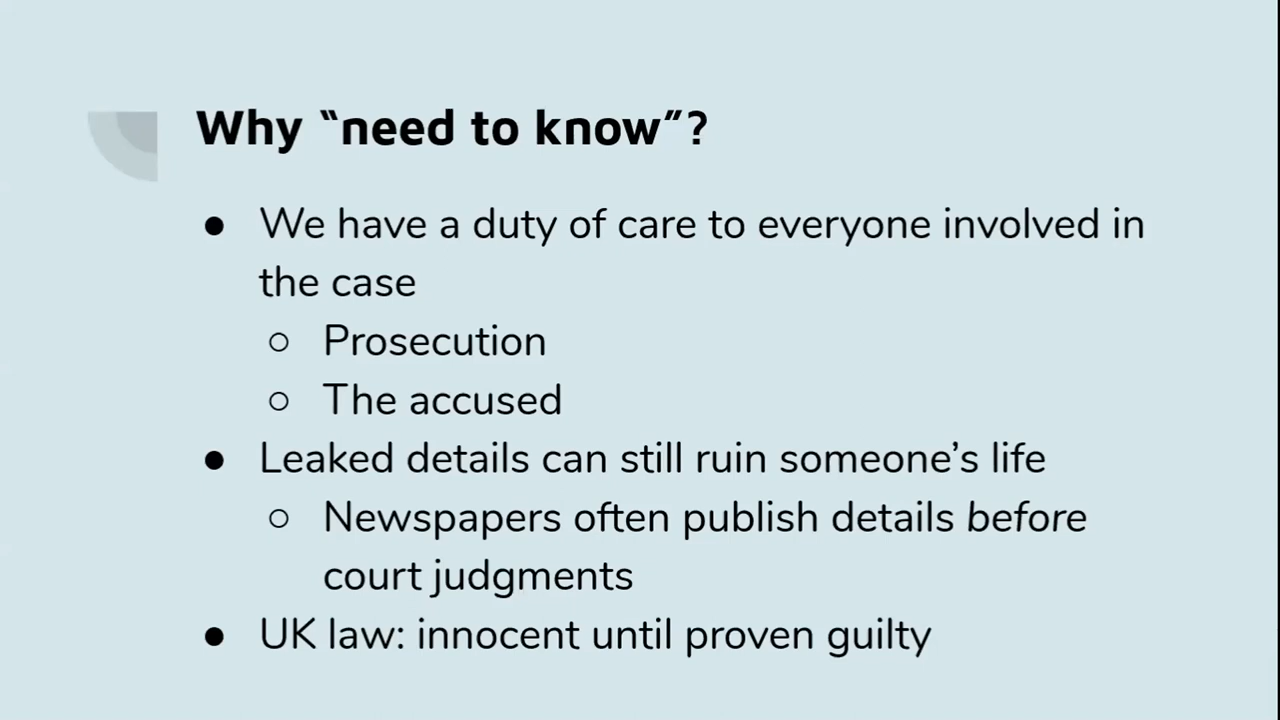 Why “need to know”?
● We have a duty of care to everyone involved in
the case
○ Prosecution
○ The accused
● Leaked details can still ruin someone’s life
○ Newspapers often publish details before
court judgments
● UK law: innocent until proven guilty